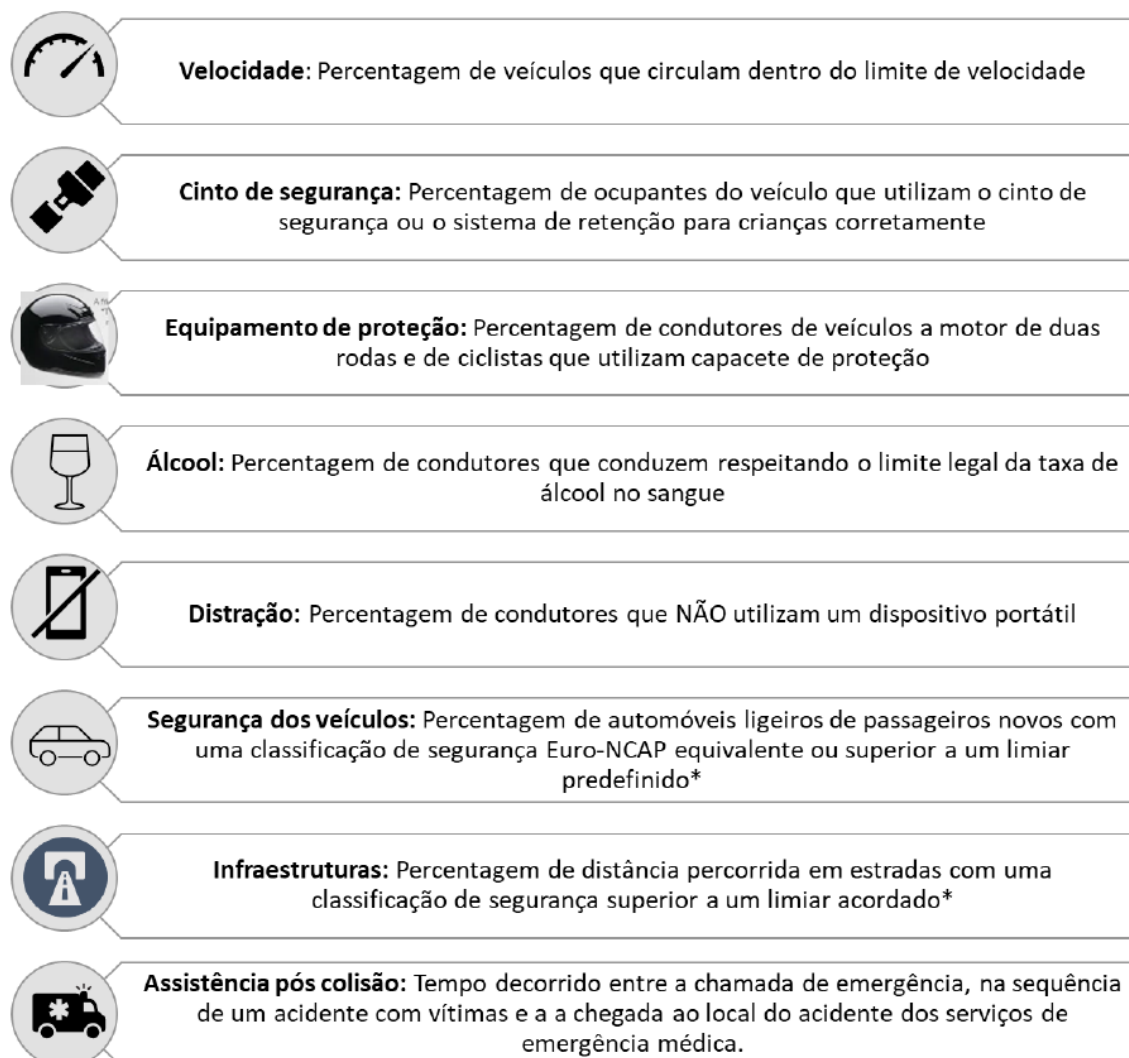 Velocidade: Percentagem de veículos que circulam dentro do limite de velocidade
Cinto de segurança: Percentagem de ocupantes do veículo que utilizam o cinto de
segurança ou o sistema de retenção para crianças corretamente
Equipamento de proteção: Percentagem de condutores de veículos a motor de duas
rodas e de ciclistas que utilizam capacete de proteção
Álcool: Percentagem de condutores que conduzem respeitando o limite legal da taxa de
álcool no sangue
Distração: Percentagem de condutores que NÃO utilizam um dispositivo portátil
Segurança dos veículos: Percentagem de automóveis ligeiros de passageiros novos com
uma classificação de segurança Euro-NCAP equivalente ou superior a um limiar
predefinido*
Infraestruturas: Percentagem de distância percorrida em estradas com uma
classificação de segurança superior a um limiar acordado*
Assistência pós colisão: Tempo decorrido entre a chamada de emergência, na sequência
de um acidente com vítimas e a a chegada ao local do acidente dos serviços de
emergência médica.